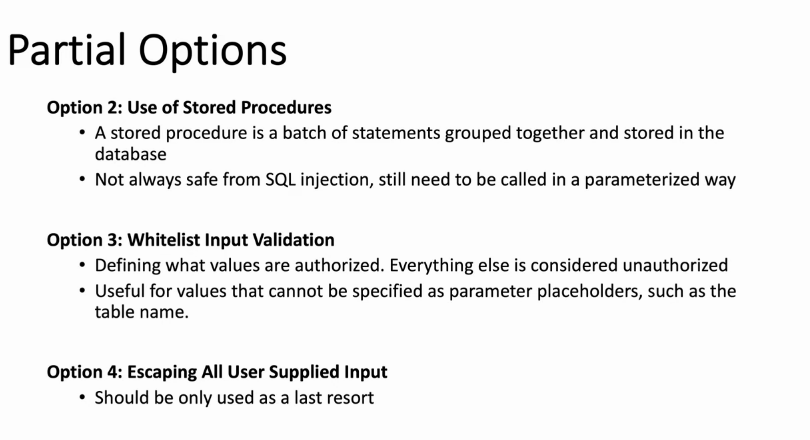 Partial Options
Option 2: Use of Stored Procedures
• A stored procedure is a batch of statements grouped together and stored in the
database
• Not always safe from SQL injection, still need to be called in a parameterized way
Option 3: Whitelist Input Validation
• Defining what values are authorized. Everything else is considered unauthorized
• Useful for values that cannot be specified as parameter placeholders, such as the
table name.
Option 4: Escaping All User Supplied Input
• Should be only used as a last resort